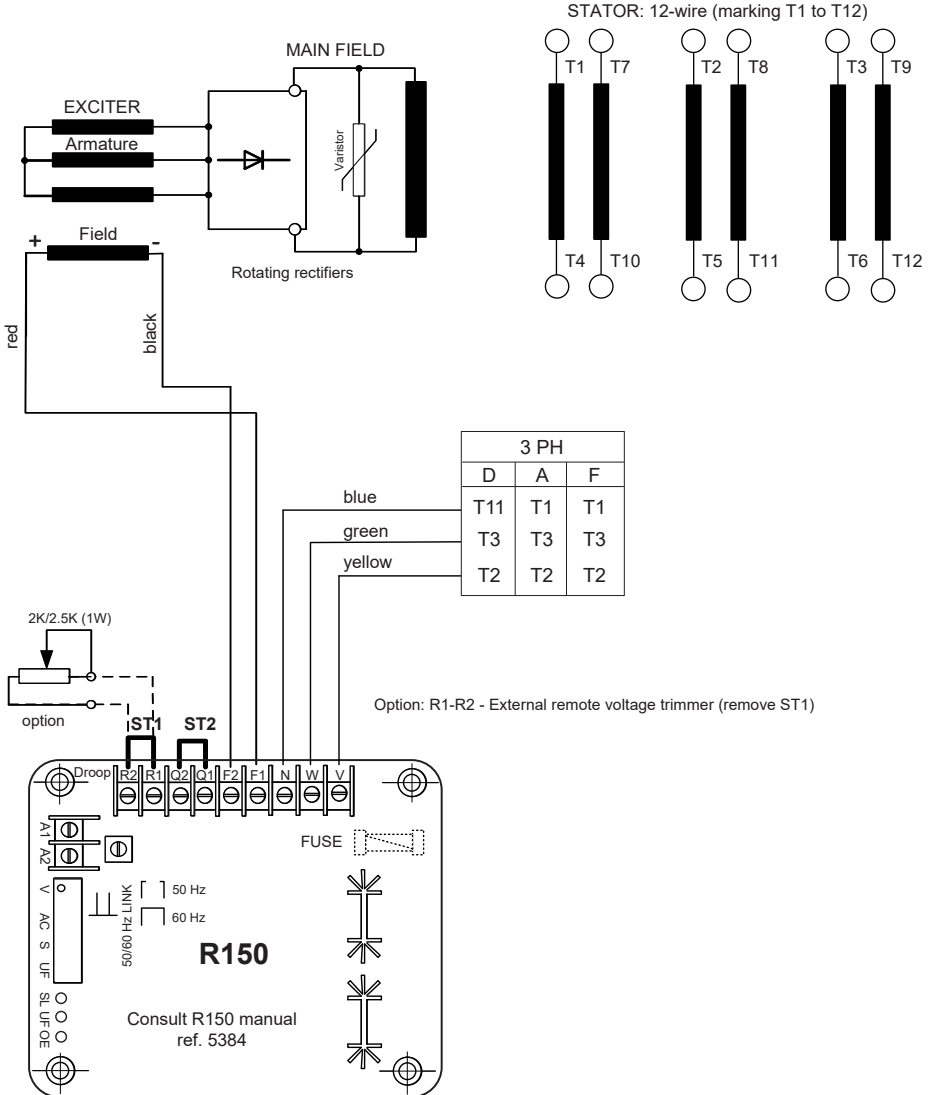 STATOR: 12-wire (marking T1 to T12)
T1 T7 T2 T8 T3 T9
T4 T10 T5 T11 T6 T12
MAIN FIELD
EXCITER
Armature
Varistor
+ Field -
Rotating rectifiers
red
black
3 PH
D A F
T11 T1 T1
T3 T3 T3
T2 T2 T2
blue
green
yellow
2K/2.5K (1W)
option
Option: R1-R2 - External remote voltage trimmer (remove ST1)
ST1 ST2
Droop R2 R1 Q2 Q1 F2 F1 N W V
A1
A2
FUSE
V
AC
S
UF
50/60 Hz LINK
50 Hz
60 Hz
R150
SL
UF
OE
Consult R150 manual
ref. 5384